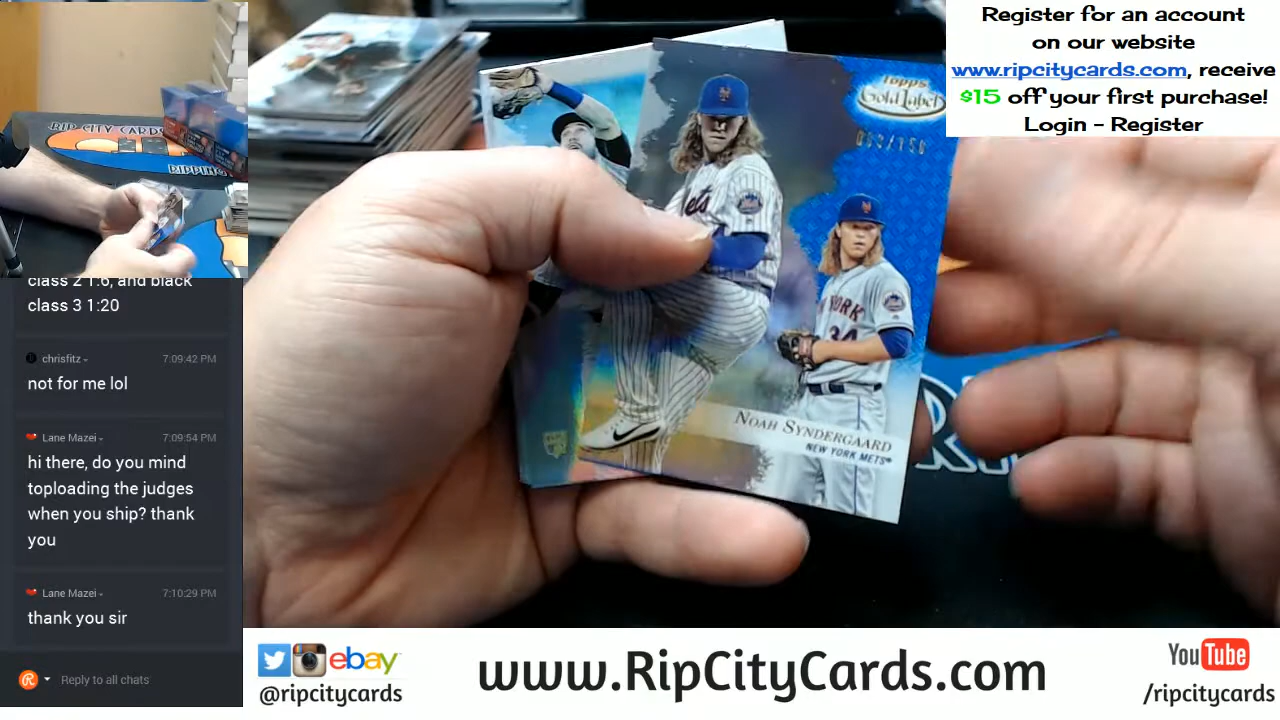 Register for an account
on our website
www.ripcitycards.com, receive
$15 off your first purchase!
Login - Register
RIP CITY CARDS
RIPPING
Topps
Gold Label
Mets
YORK
34
NOAH SYNDERGAARD
NEW YORK METS
class 2 1:6, and black
class 3 1:20
chrisfitz
7:09:42 PM
not for me lol
Lane Mazei
7:09:54 PM
hi there, do you mind
toploading the judges
when you ship? thank
you
Lane Mazei
7:10:29 PM
thank you sir
Reply to all chats
ebay
@ripcitycards
www.RipCityCards.com
YouTube
/ripcitycards